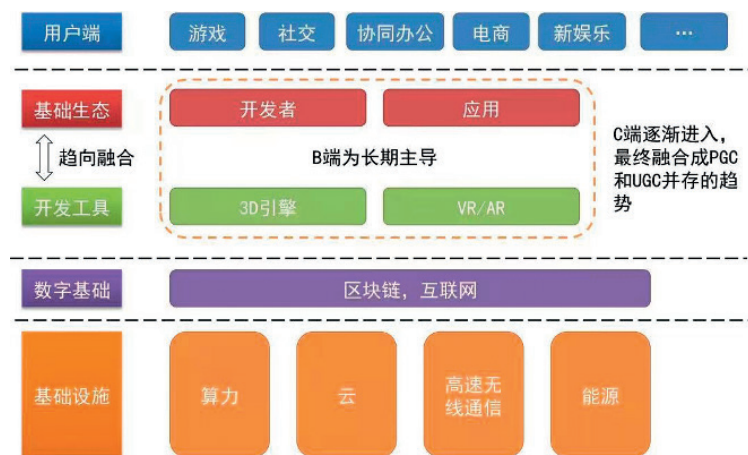 用户端
游戏
社交
协同办公
电商
新娱乐
…
基础生态
开发者
应用
趋向融合
B端为长期主导
C端逐渐进入，
最终融合成PGC
和UGC并存的趋
势
开发工具
3D引擎
VR/AR
数字基础
区块链，互联网
基础设施
算力
云
高速无
线通信
能源